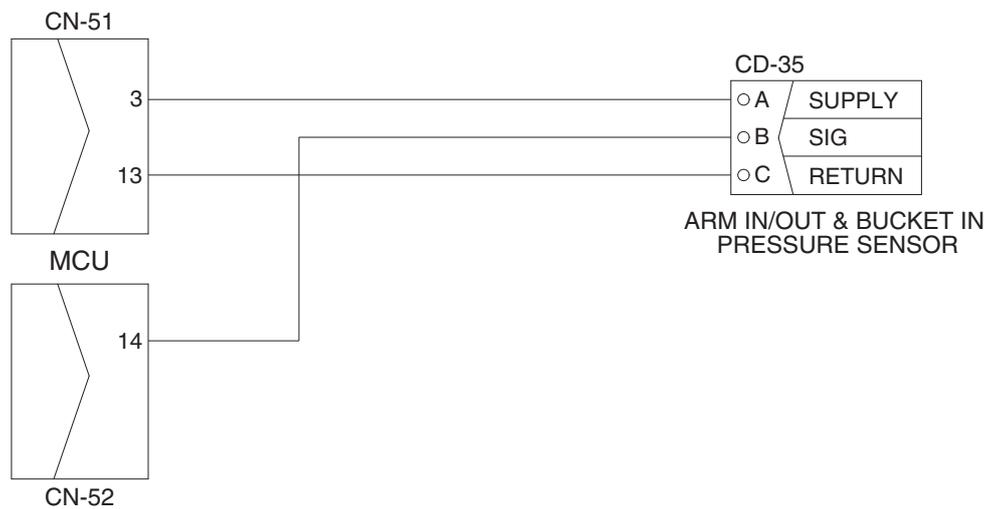 CN-51
3
13
MCU
14
CN-52
CD-35
A SUPPLY
B SIG
C RETURN
ARM IN/OUT & BUCKET IN
PRESSURE SENSOR